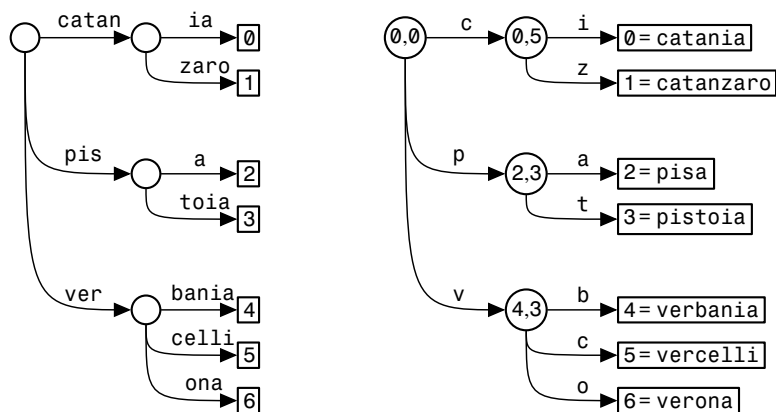 catan ia 0
zaro 1
pis a 2
toia 3
ver bania 4
celli 5
ona 6
0,0 c 0,5 i 0=catania
z 1=catanzaro
p 2,3 a 2=pisa
t 3=pistoia
v 4,3 b 4=verbania
c 5=vercelli
o 6=verona